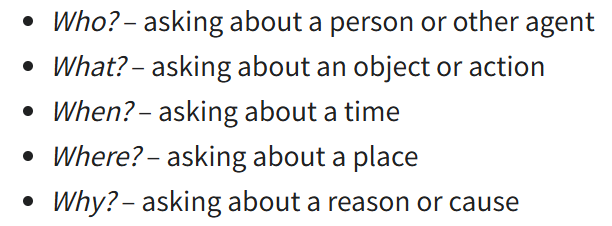 • Who? – asking about a person or other agent
• What? – asking about an object or action
• When? – asking about a time
• Where? – asking about a place
• Why? – asking about a reason or cause